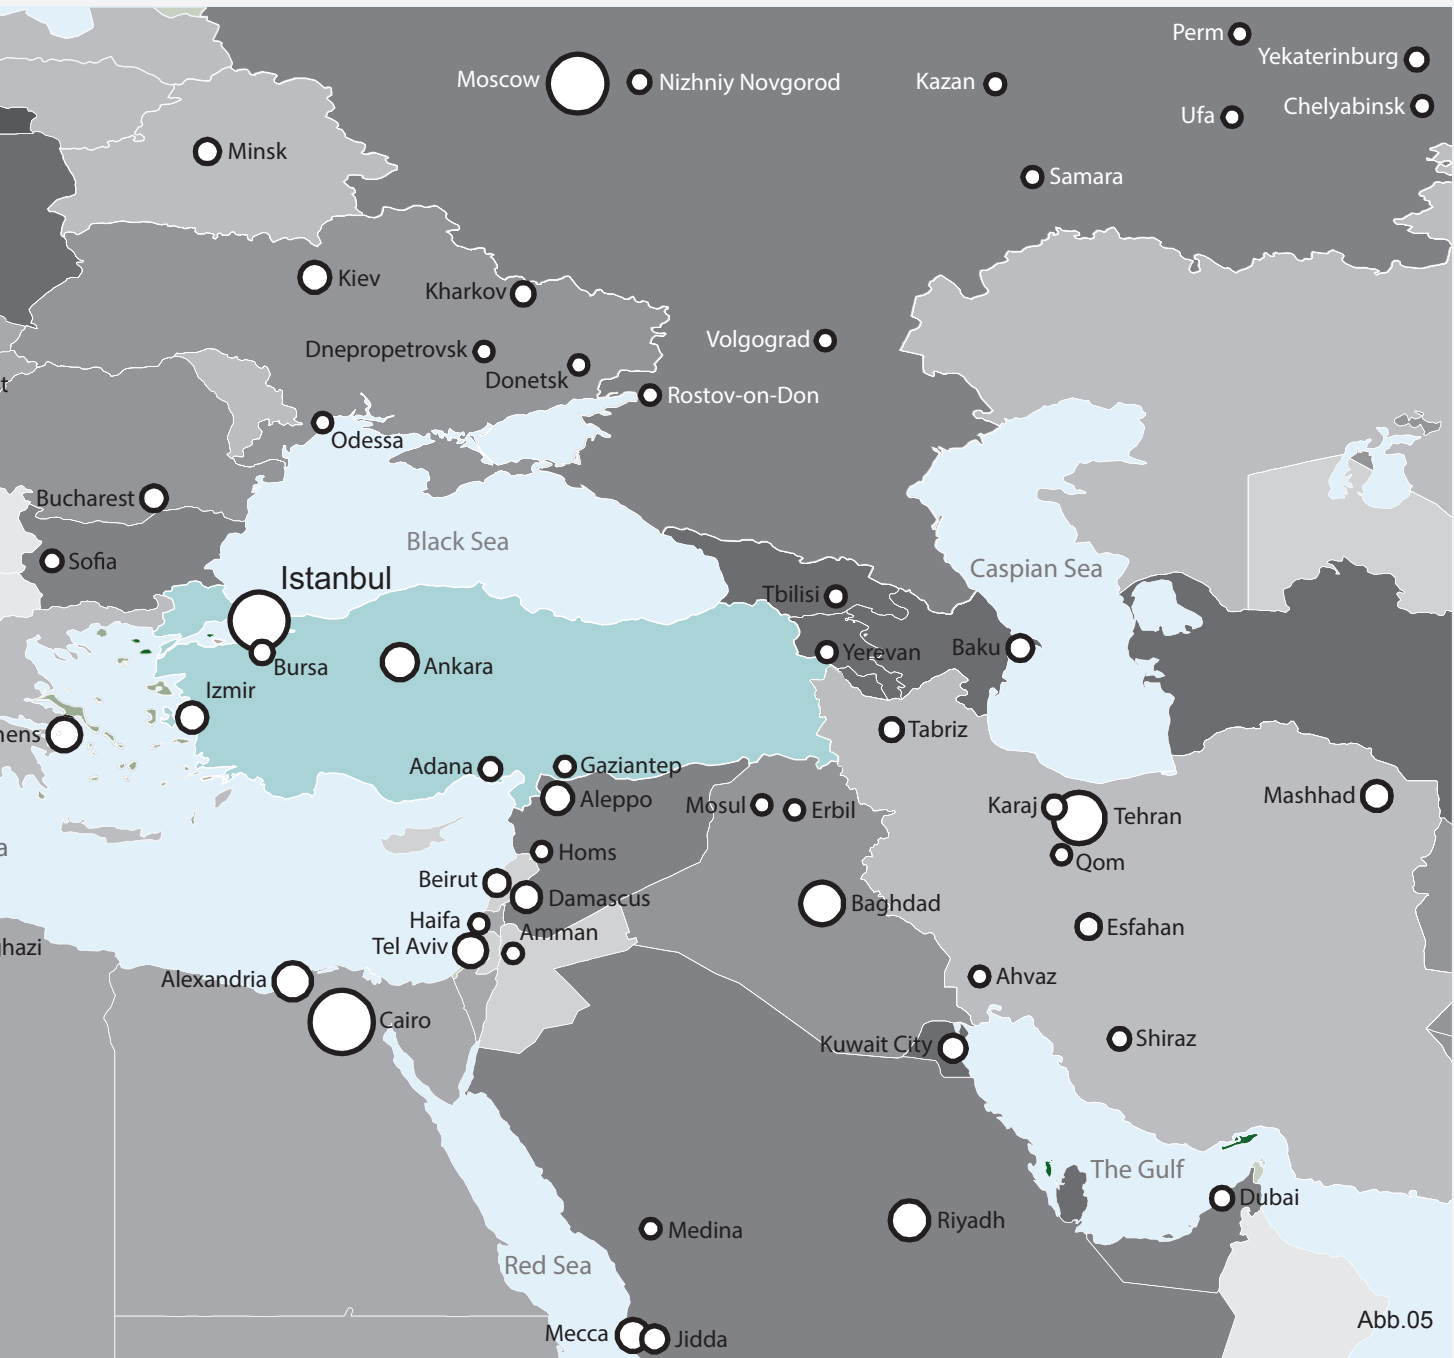 Perm
Yekaterinburg
Moscow
Nizhniy Novgorod
Kazan
Chelyabinsk
Ufa
Minsk
Samara
Kiev
Kharkov
Volgograd
Dnepropetrovsk
Donetsk
Rostov-on-Don
t
Odessa
Bucharest
Black Sea
Sofia
Caspian Sea
Istanbul
Tbilisi
Yerevan
Baku
Bursa
Ankara
Izmir
Tabriz
hens
Adana
Gaziantep
Aleppo
Mosul
Erbil
Karaj
Tehran
Mashhad
a
Homs
Qom
Beirut
Damascus
Baghdad
Haifa
Amman
Esfahan
Tel Aviv
ghazi
Alexandria
Ahvaz
Cairo
Kuwait City
Shiraz
The Gulf
Dubai
Medina
Riyadh
Red Sea
Mecca
Jidda
Abb.05